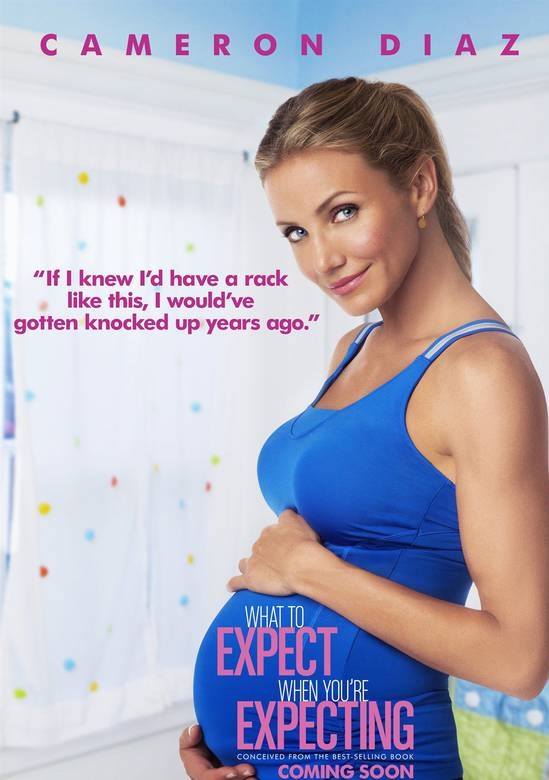 CAMERON DIAZ
“If I knew I’d have a rack
like this, I would’ve
gotten knocked up years ago.”
WHAT TO
EXPECT
WHEN YOU’RE
EXPECTING
CONCEIVED FROM THE BEST-SELLING BOOK
COMING SOON